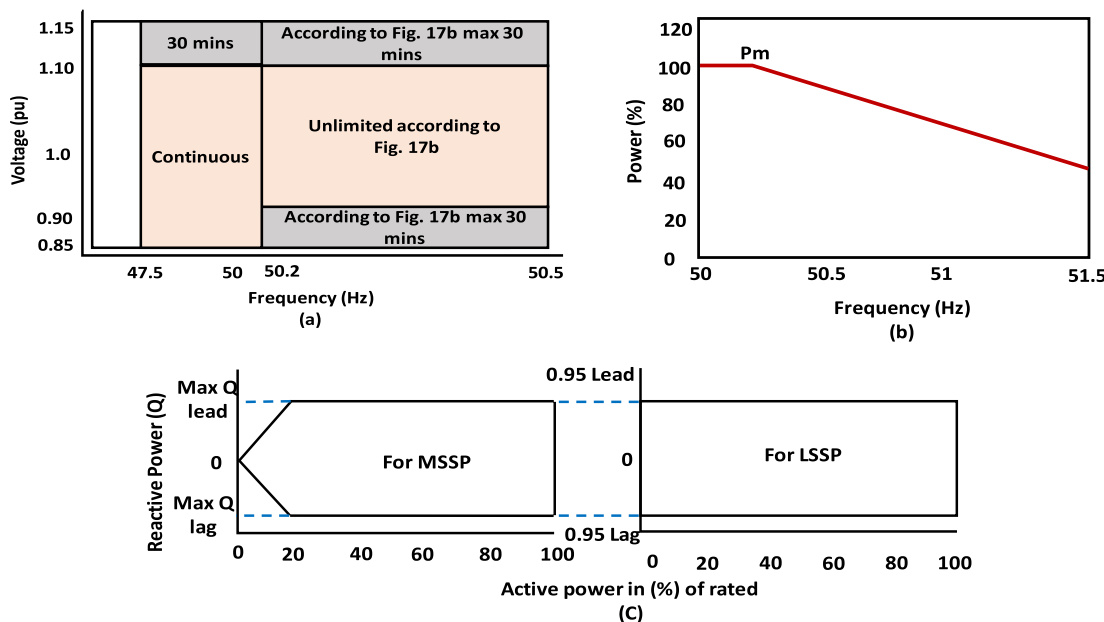 1.15
1.10
1.0
0.90
0.85
Voltage (pu)
30 mins
According to Fig. 17b max 30
mins
Continuous
Unlimited according to
Fig. 17b
According to Fig. 17b max 30
mins
47.5
50
50.2
50.5
Frequency (Hz)
(a)
120
100
80
60
40
20
0
Power (%)
Pm
50
50.5
51
51.5
Frequency (Hz)
(b)
Reactive Power (Q)
Max Q
lead
0
Max Q
lag
For MSSP
0
20
40
60
80
100
0.95 Lead
0
0.95 Lag
For LSSP
0
20
40
60
80
100
Active power in (%) of rated
(C)